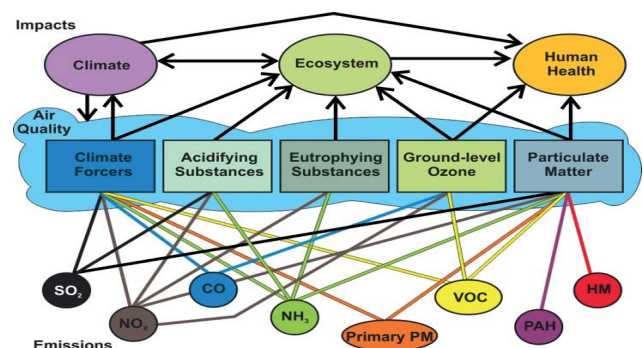 Impacts
Climate
Ecosystem
Human
Health
Air
Quality
Climate
Forcers
Acidifying
Substances
Eutrophying
Substances
Ground-level
Ozone
Particulate
Matter
SO₂
NOₓ
CO
NH₃
Primary PM
VOC
PAH
HM
Emissions